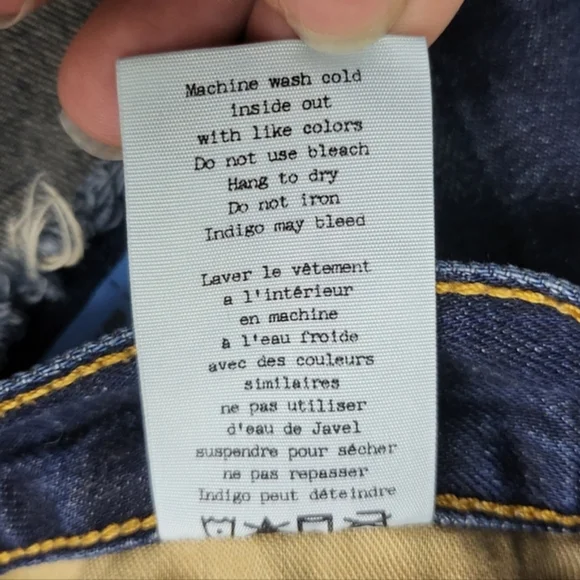 Machine wash cold
inside out
with like colors
Do not use bleach
Hang to dry
Do not iron
Indigo may bleed
Laver le vêtement
a l'intérieur
en machine
à l'eau froide
avec des couleurs
similaires
ne pas utiliser
d'eau de Javel
suspendre pour sécher
ne pas repasser
Indigo peut déteindre